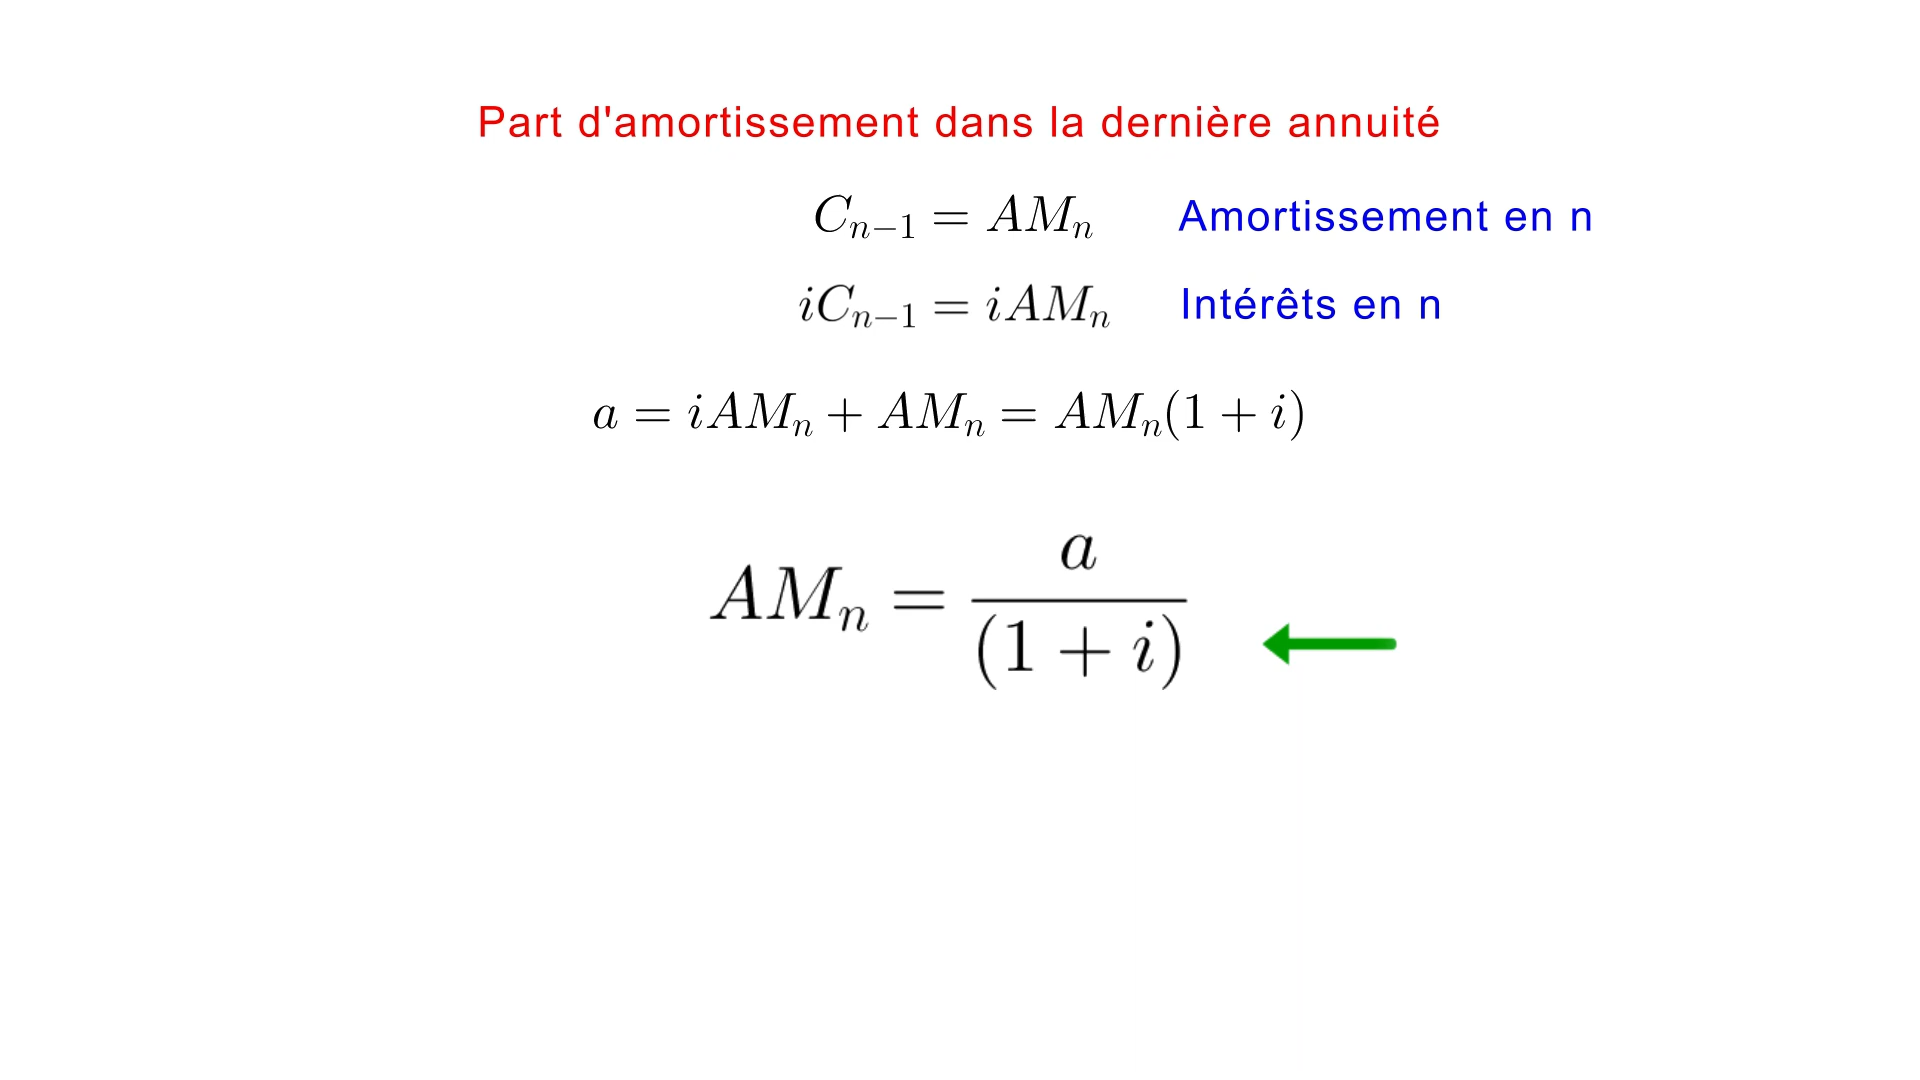 Part d'amortissement dans la dernière annuité
C_{n-1} = AM_n Amortissement en n
iC_{n-1} = iAM_n Intérêts en n
a = iAM_n + AM_n = AM_n(1 + i)
AM_n = \frac{a}{(1 + i)}